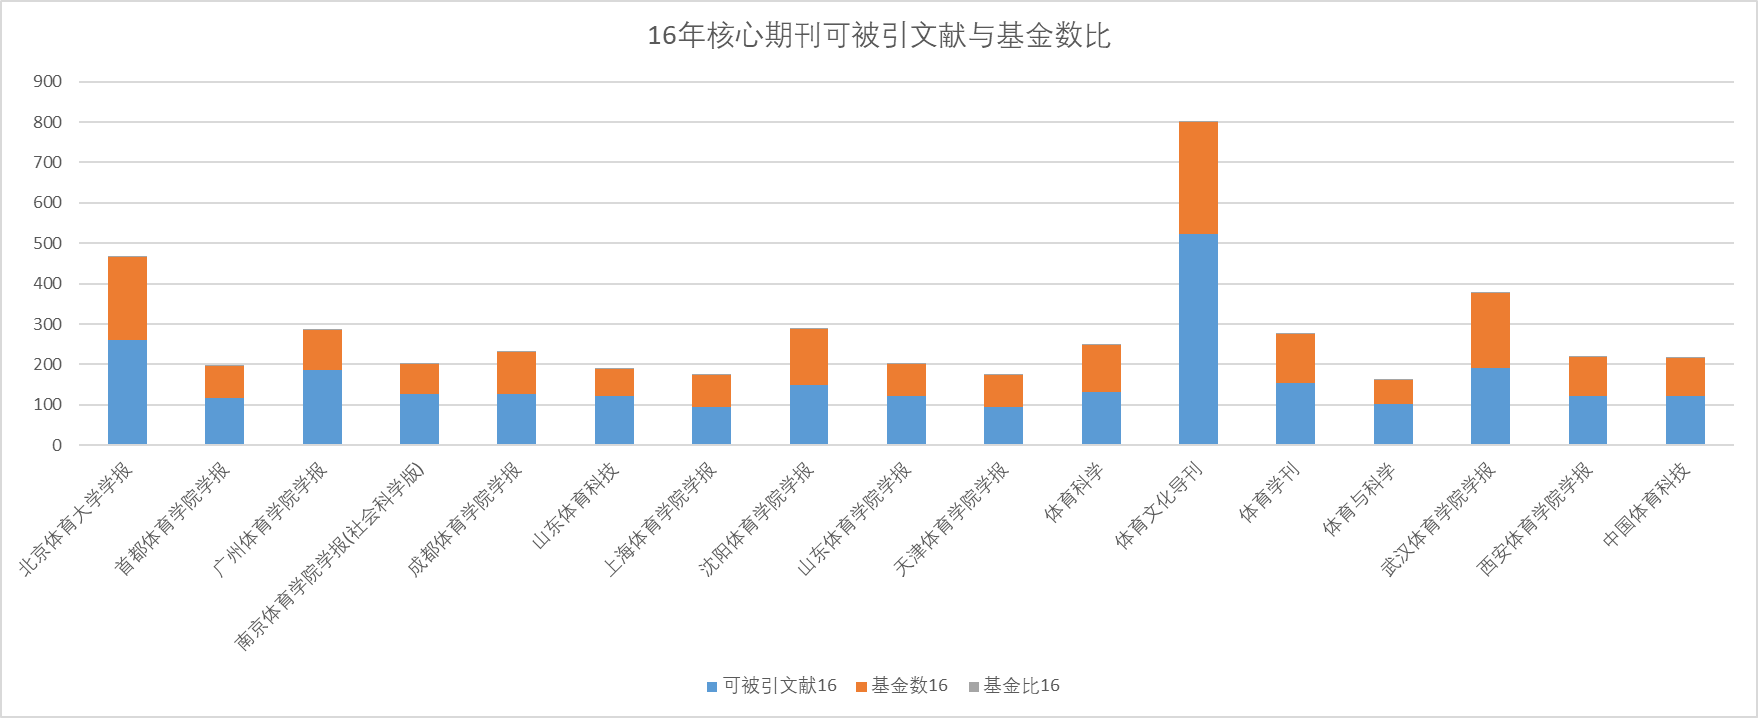 16年核心期刊可被引文献与基金数比
900
800
700
600
500
400
300
200
100
0
北京体育大学学报
首都体育学院学报
广州体育学院学报
南京体育学院学报(社会科学版)
成都体育学院学报
山东体育科技
上海体育学院学报
沈阳体育学院学报
山东体育学院学报
天津体育学院学报
体育科学
体育文化导刊
体育学刊
体育与科学
武汉体育学院学报
西安体育学院学报
中国体育科技
可被引文献16 基金数16 基金比16